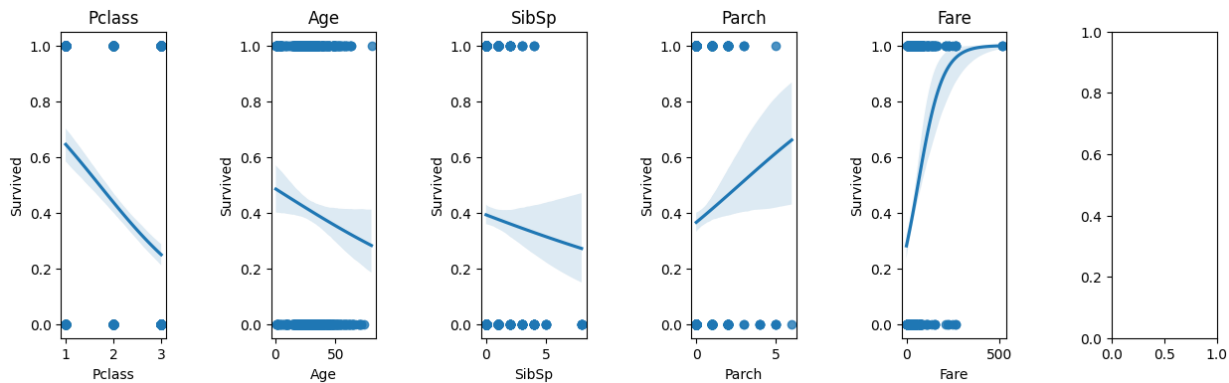 Pclass Age SibSp Parch Fare
1.0 1.0 1.0 1.0 1.0 1.0
0.8 0.8 0.8 0.8 0.8 0.8
0.6 0.6 0.6 0.6 0.6 0.6
Survived Survived Survived Survived Survived
0.4 0.4 0.4 0.4 0.4 0.4
0.2 0.2 0.2 0.2 0.2 0.2
0.0 0.0 0.0 0.0 0.0 0.0
1 2 3 0 50 0 5 0 5 0 500 0.0 0.5 1.0
Pclass Age SibSp Parch Fare